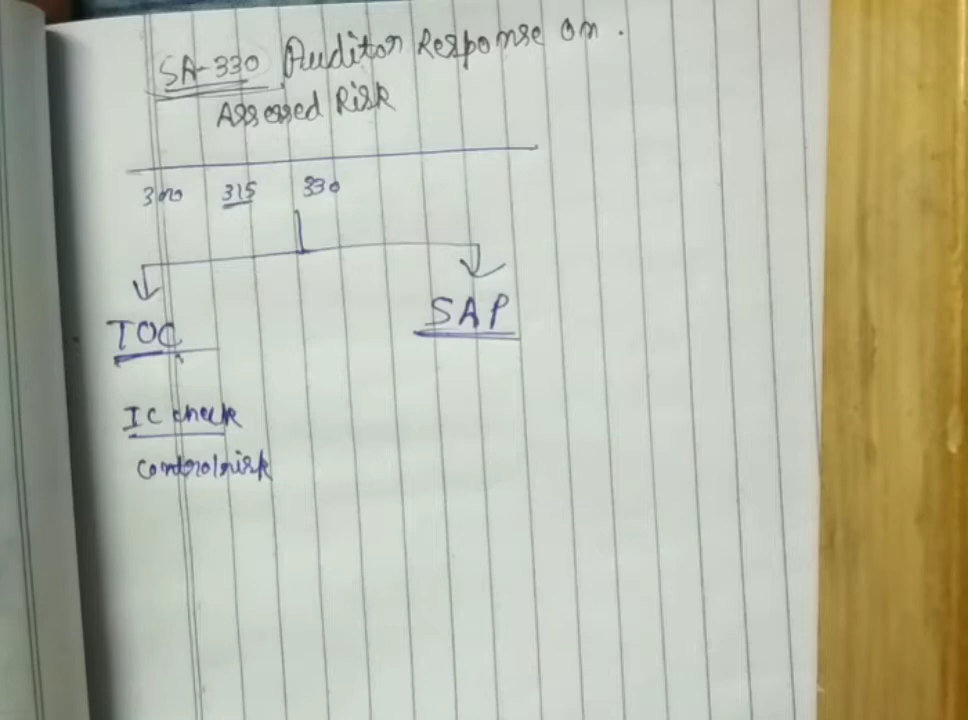 SA-330 Auditor Response on.
Assessed Risk
300 315 330
TOC SAP
IC check
control risk